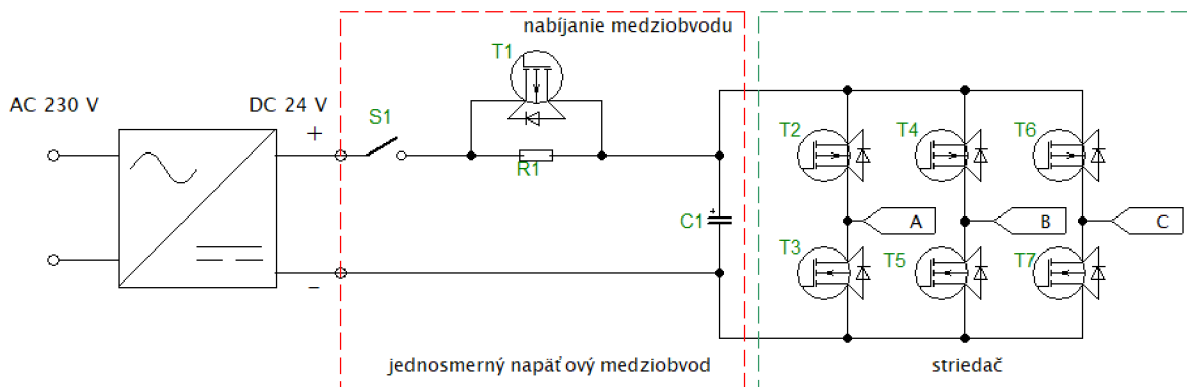 nabíjanie medziobvodu
T1
AC 230 V
DC 24 V
+
S1
R1
C1
+
T2
T4
T6
A
B
C
T3
T5
T7
–
jednosmerný napäťový medziobvod
striedač